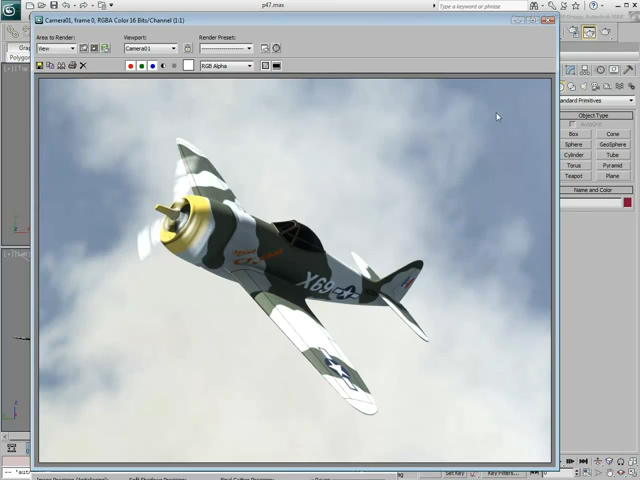 p47.max
Type a keyword or phrase
Camera01, frame 0, RGBA Color 16 Bits/Channel (1:1)
Area to Render:
Viewport:
Render Preset:
View
Camera01
RGB Alpha
Polygon
Standard Primitives
Object Type
AutoGrid
Box
Cone
Sphere
GeoSphere
Cylinder
Tube
Torus
Pyramid
Teapot
Plane
Name and Color
X69
Set Key
Key Filters...